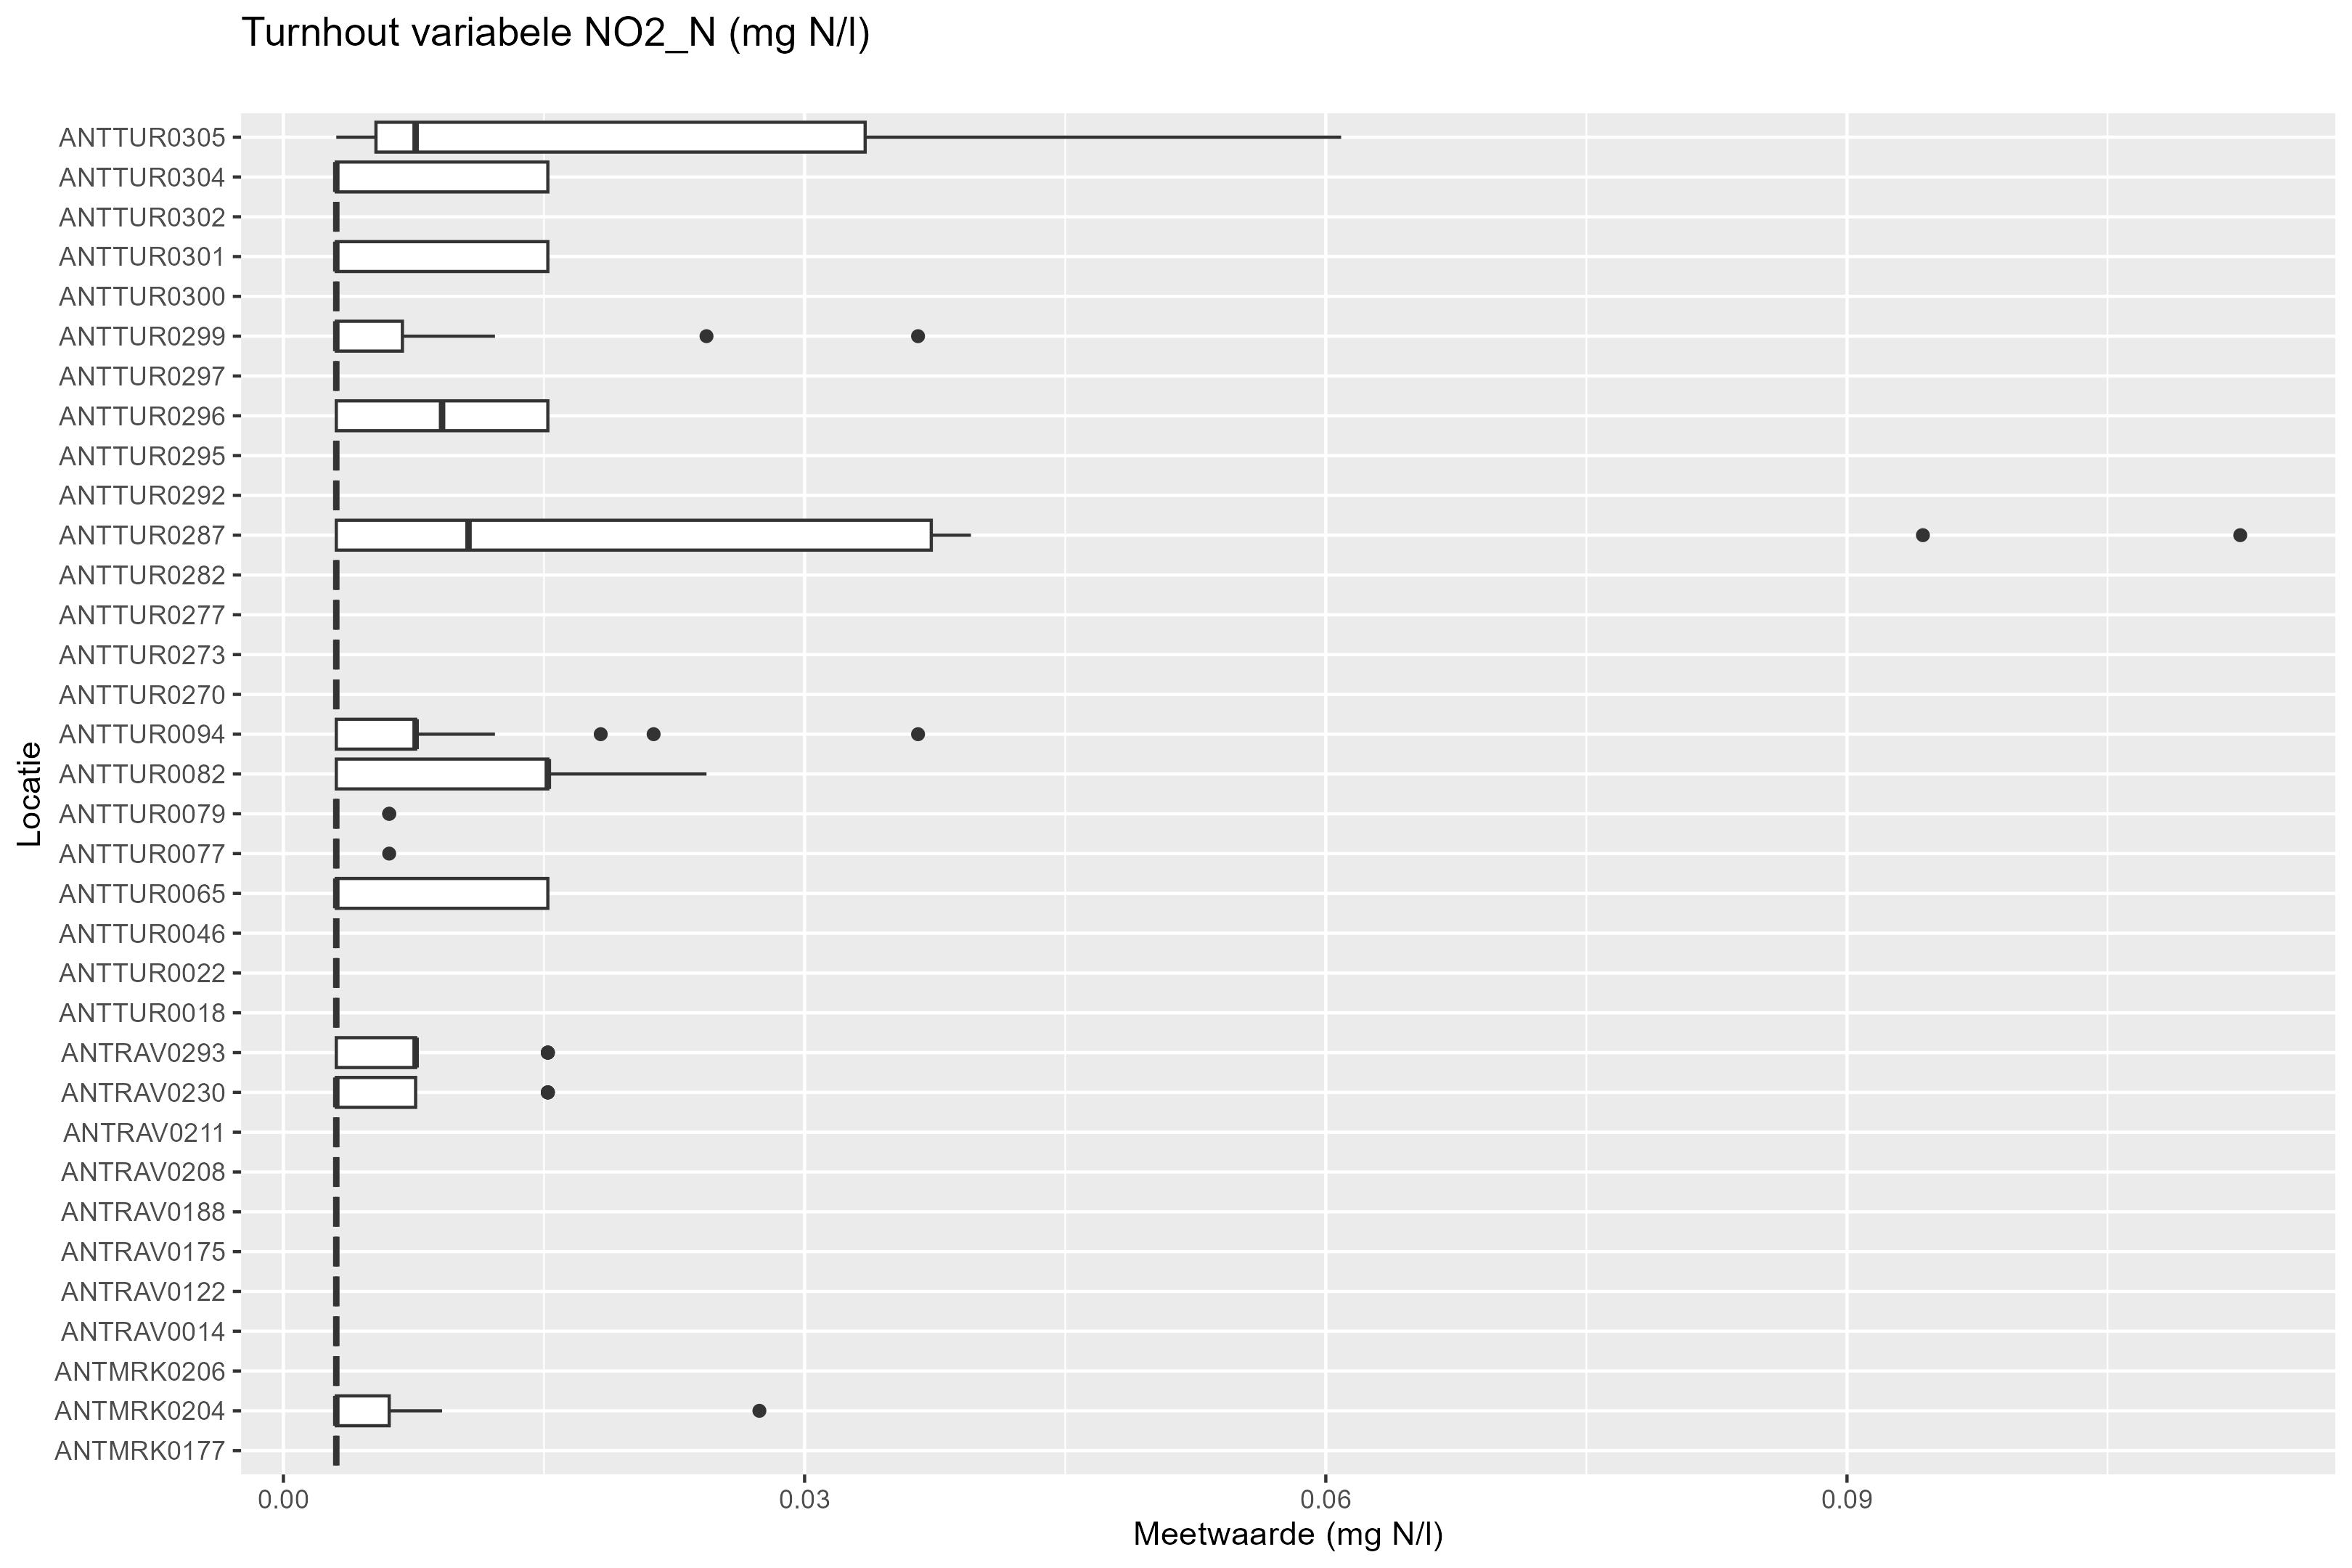 Turnhout variabele NO2_N (mg N/l)
ANTTUR0305
ANTTUR0304
ANTTUR0302
ANTTUR0301
ANTTUR0300
ANTTUR0299
ANTTUR0297
ANTTUR0296
ANTTUR0295
ANTTUR0292
ANTTUR0287
ANTTUR0282
ANTTUR0277
ANTTUR0273
ANTTUR0270
ANTTUR0094
ANTTUR0082
ANTTUR0079
ANTTUR0077
ANTTUR0065
ANTTUR0046
ANTTUR0022
ANTTUR0018
ANTRAV0293
ANTRAV0230
ANTRAV0211
ANTRAV0208
ANTRAV0188
ANTRAV0175
ANTRAV0122
ANTRAV0014
ANTMRK0206
ANTMRK0204
ANTMRK0177
Locatie
0.00 0.03 0.06 0.09
Meetwaarde (mg N/l)